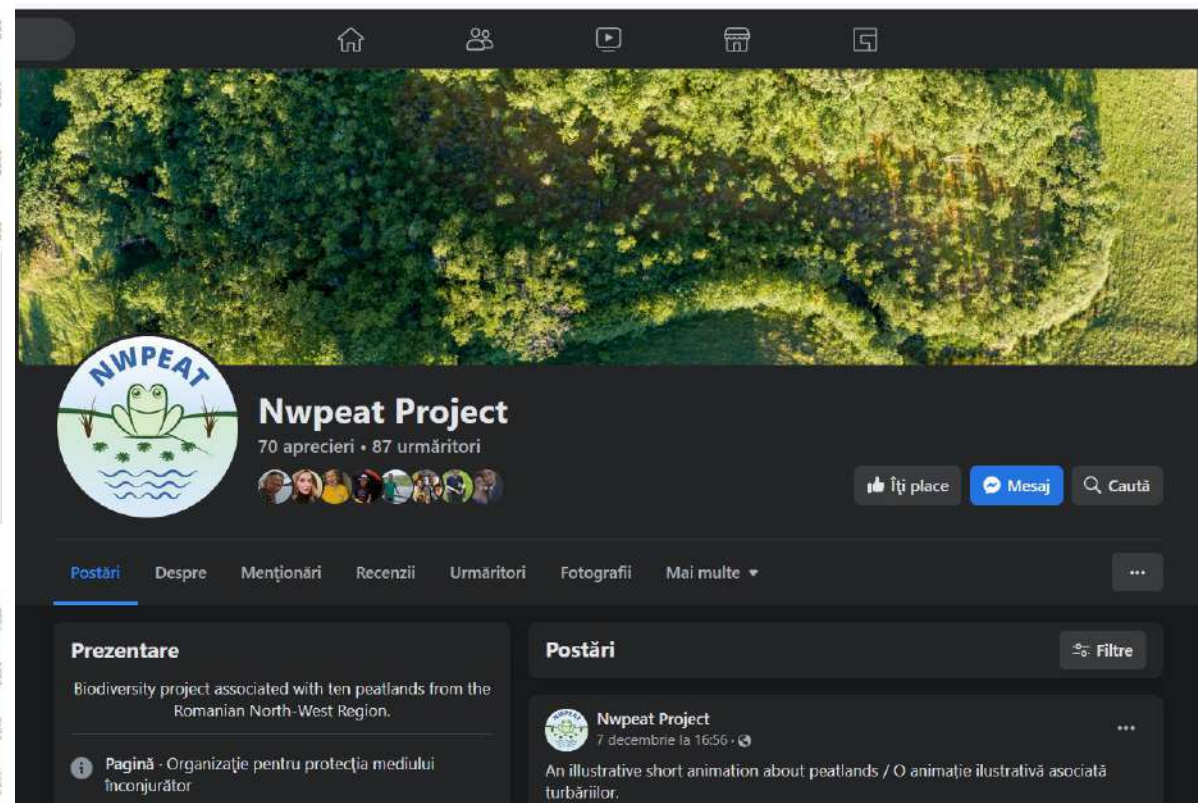 NWPEAT
Nwpeat Project
70 aprecieri • 87 urmăritori
Îți place
Mesaj
Caută
Postări
Despre
Menționări
Recenzii
Urmăritori
Fotografii
Mai multe
Prezentare
Biodiversity project associated with ten peatlands from the
Romanian North-West Region.
Pagină · Organizație pentru protecția mediului
înconjurător
Postări
Filtre
NWPEAT
Nwpeat Project
7 decembrie la 16:56 ·
An illustrative short animation about peatlands / O animație ilustrativă asociată
turbăriilor.